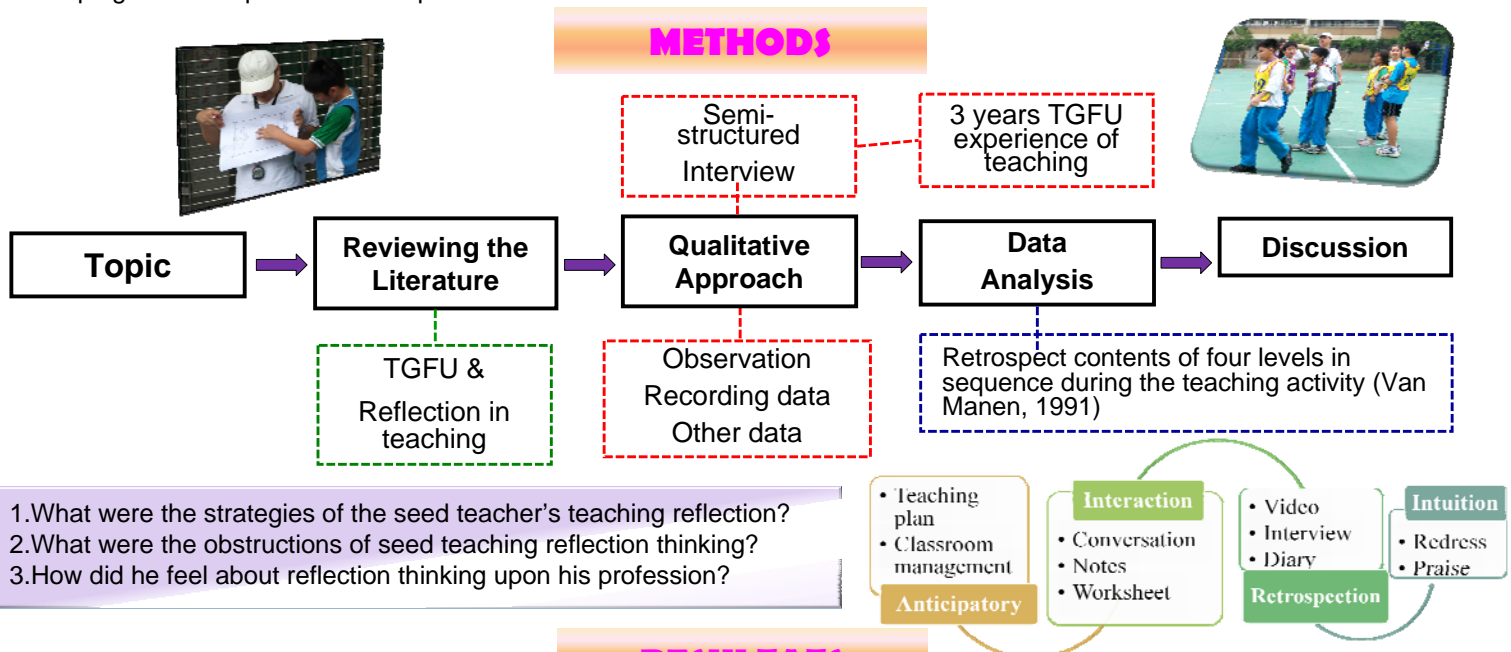 METHODS
Semi-
structured
Interview
3 years TGFU
experience of
teaching
Topic
Reviewing the
Literature
Qualitative
Approach
Data
Analysis
Discussion
TGFU &
Reflection in
teaching
Observation
Recording data
Other data
Retrospect contents of four levels in
sequence during the teaching activity (Van
Manen, 1991)
1.What were the strategies of the seed teacher's teaching reflection?
2.What were the obstructions of seed teaching reflection thinking?
3.How did he feel about reflection thinking upon his profession?
• Teaching
plan
• Classroom
management
Anticipatory
Interaction
• Conversation
• Notes
• Worksheet
• Video
• Interview
• Diary
Retrospection
Intuition
• Redress
• Praise